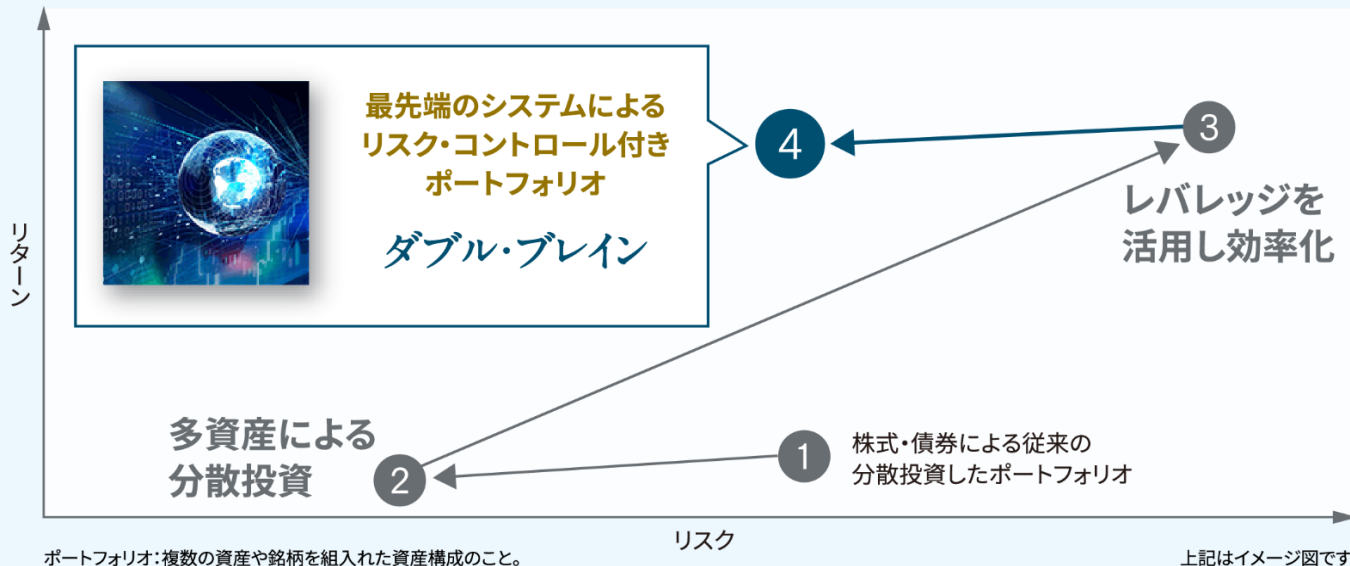 最先端のシステムによる
リスク・コントロール付き
ポートフォリオ
ダブル・ブレイン
4
3
レバレッジを
活用し効率化
リターン
多資産による
分散投資
2
1
株式・債券による従来の
分散投資したポートフォリオ
リスク
ポートフォリオ：複数の資産や銘柄を組入れた資産構成のこと。
上記はイメージ図です